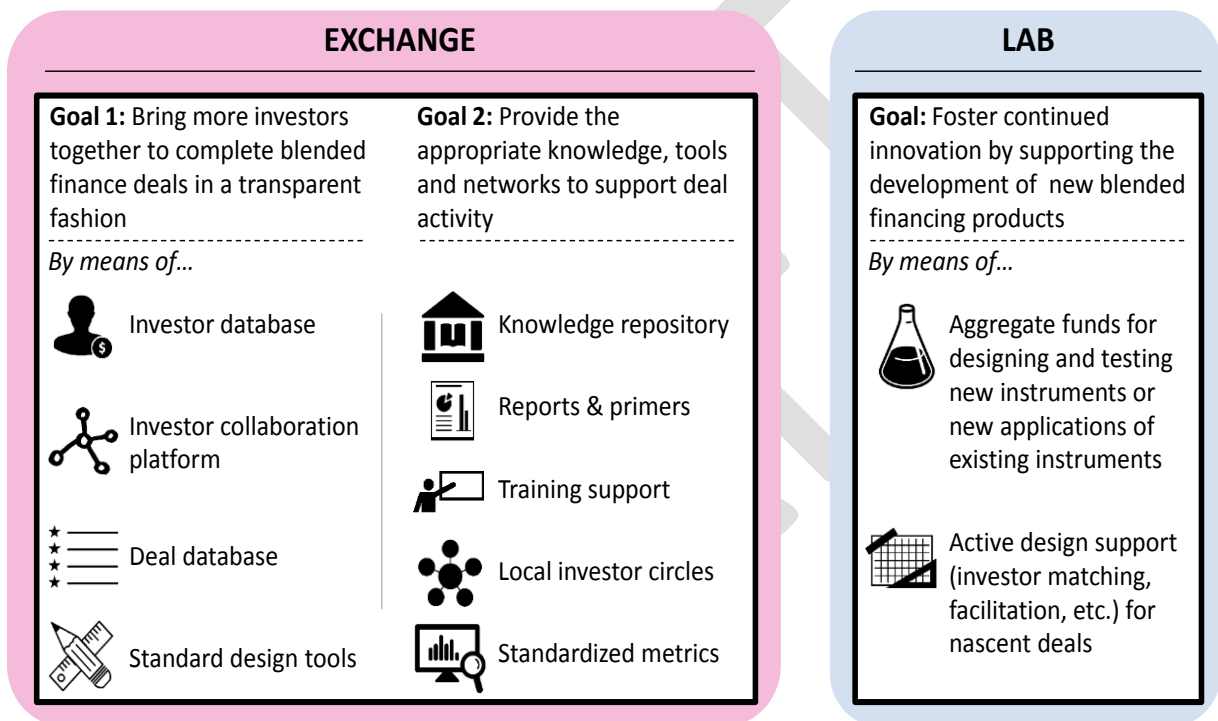 EXCHANGE
Goal 1: Bring more investors
together to complete blended
finance deals in a transparent
fashion
By means of...
Investor database
Investor collaboration
platform
Deal database
Standard design tools
Goal 2: Provide the
appropriate knowledge, tools
and networks to support deal
activity
Knowledge repository
Reports & primers
Training support
Local investor circles
Standardized metrics
LAB
Goal: Foster continued
innovation by supporting the
development of  new blended
financing products
By means of...
Aggregate funds for
designing and testing
new instruments or
new applications of
existing instruments
Active design support
(investor matching,
facilitation, etc.) for
nascent deals